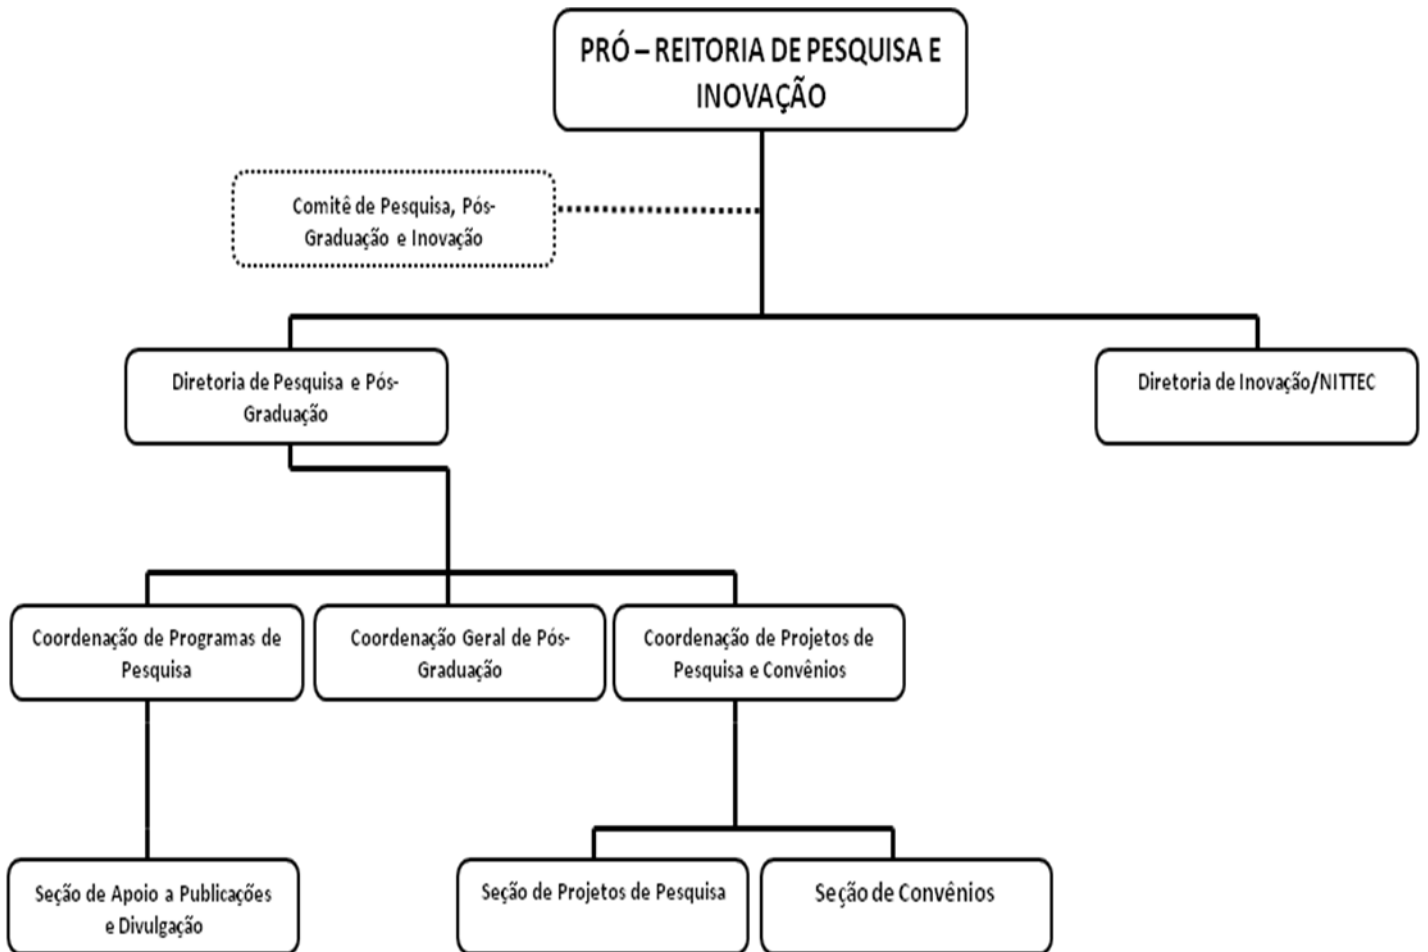 PRÓ – REITORIA DE PESQUISA E
INOVAÇÃO
Comitê de Pesquisa, Pós-
Graduação e Inovação
Diretoria de Pesquisa e Pós-
Graduação
Diretoria de Inovação/NITTEC
Coordenação de Programas de
Pesquisa
Coordenação Geral de Pós-
Graduação
Coordenação de Projetos de
Pesquisa e Convênios
Seção de Apoio a Publicações
e Divulgação
Seção de Projetos de Pesquisa
Seção de Convênios